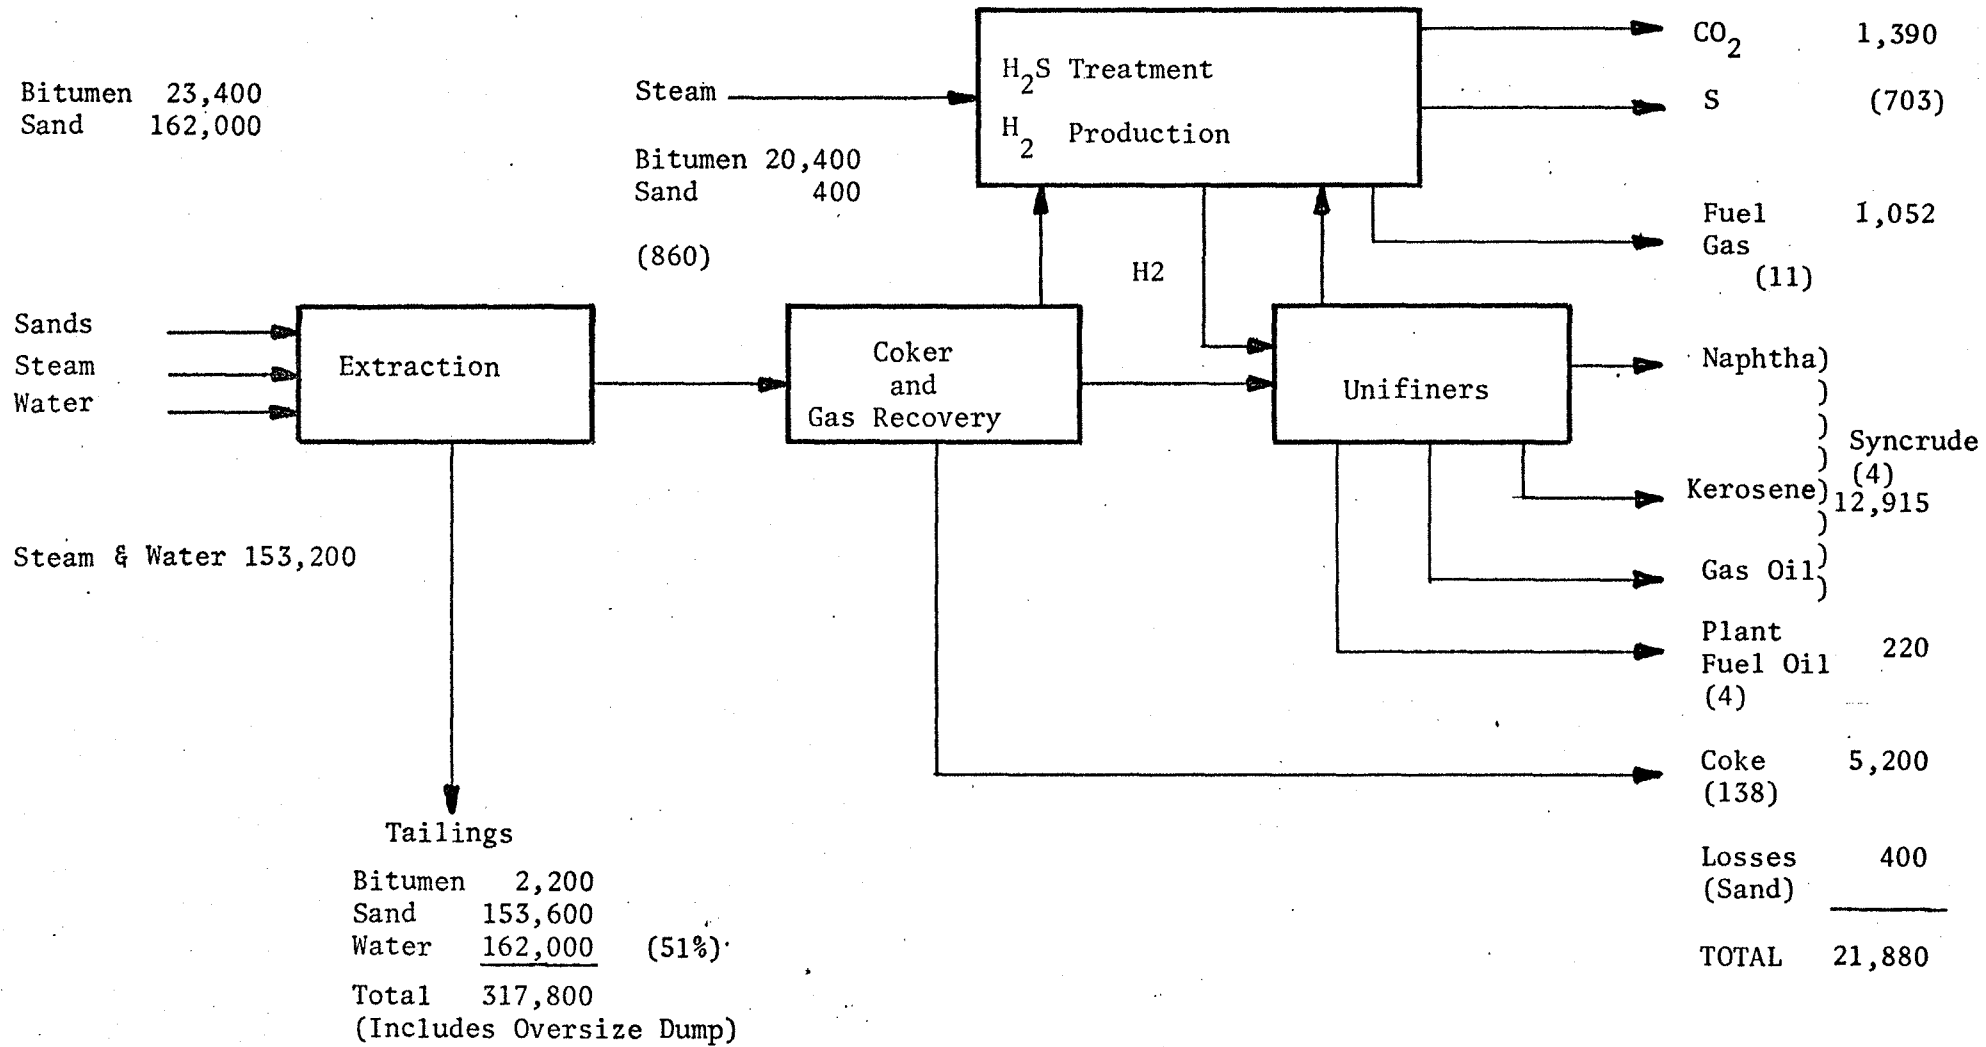 Bitumen 23,400
Sand 162,000
Steam
Bitumen 20,400
Sand 400
(860)
H2S Treatment
H2 Production
CO2 1,390
S (703)
Fuel 1,052
Gas
(11)
H2
Sands
Steam
Water
Extraction
Coker
and
Gas Recovery
Unifiners
Naphtha)
)
)
) Syncrude
(4)
Kerosene) 12,915
)
)
Gas Oil
)
Steam & Water 153,200
Plant
Fuel Oil 220
(4)
Coke 5,200
(138)
Losses 400
(Sand)
TOTAL 21,880
Tailings
Bitumen 2,200
Sand 153,600
Water 162,000 (51%)
Total 317,800
(Includes Oversize Dump)